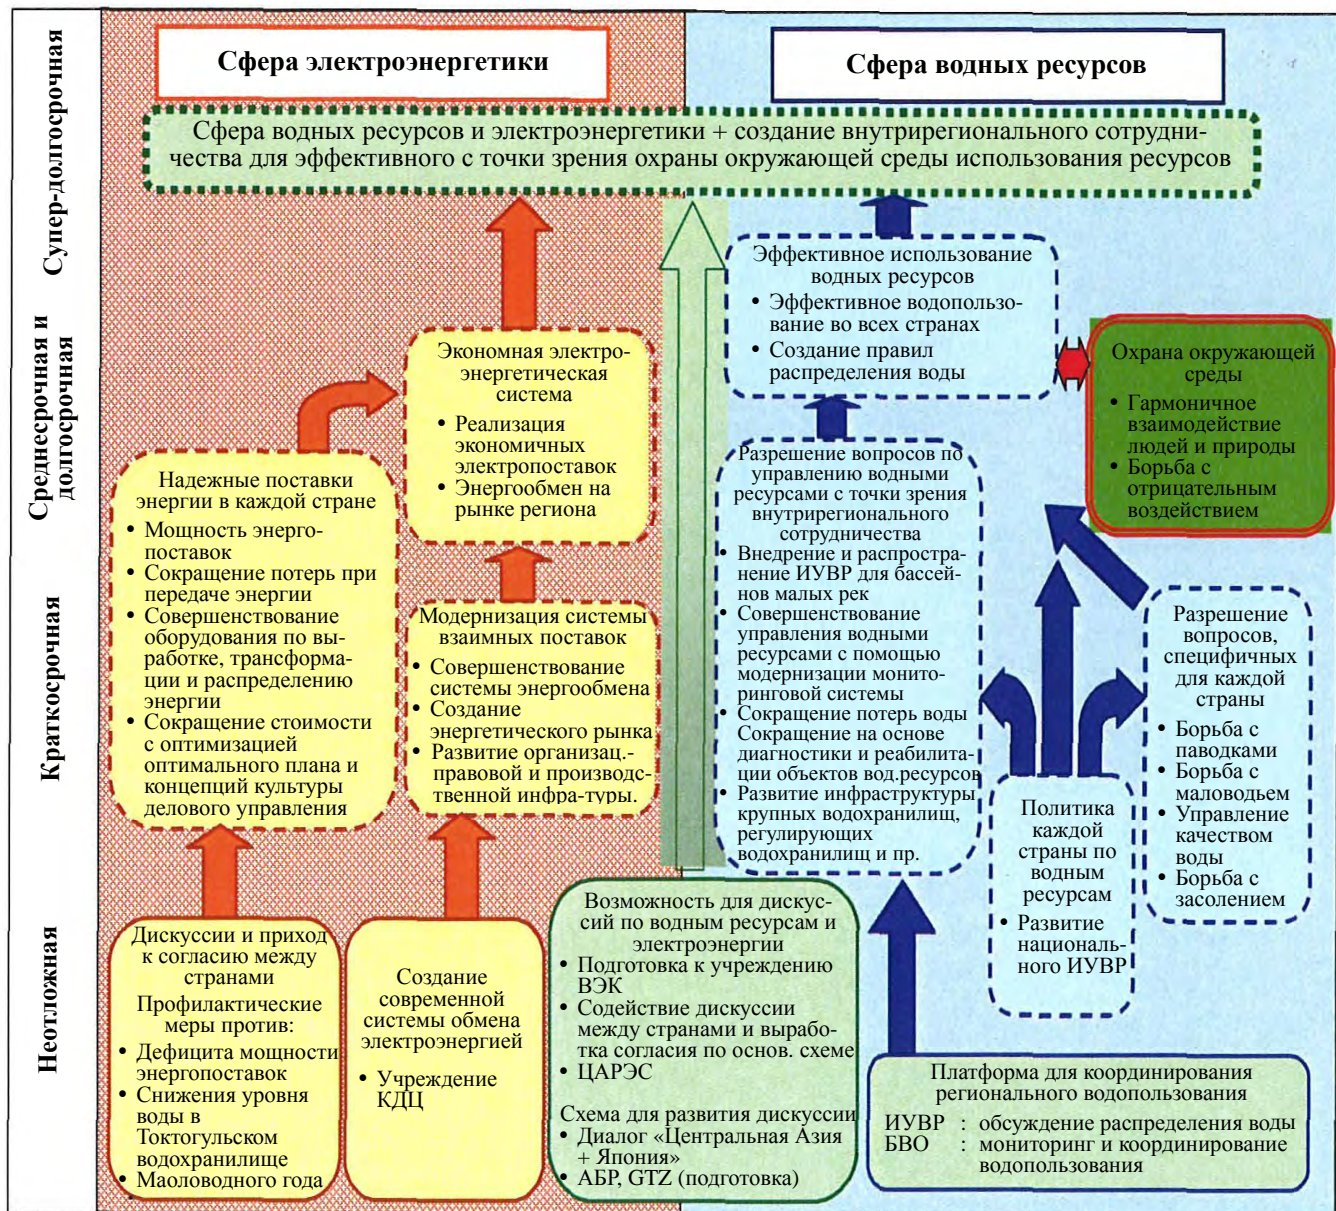 Супер-долгосрочная
Среднесрочная и
долгосрочная
Краткосрочная
Неотложная
Сфера электроэнергетики
Сфера водных ресурсов
Сфера водных ресурсов и электроэнергетики + создание внутрирегионального сотрудни-
чества для эффективного с точки зрения охраны окружающей среды использования ресурсов
Надежные поставки
энергии в каждой стране
• Мощность энерго-
поставок
• Сокращение потерь при
передаче энергии
• Совершенствование
оборудования по вы-
работке, трансформа-
ции и распределению
энергии
• Сокращение стоимости
с оптимизацией
оптимального плана и
концепций культуры
делового управления
Экономная электро-
энергетическая
система
• Реализация
экономичных
электропоставок
• Энергообмен на
рынке региона
Модернизация системы
взаимных поставок
• Совершенствование
системы энергообмена
• Создание
энергетического рынка
• Развитие организац.-
правовой и производс-
твенной инфра-туры.
Дискуссии и приход
к согласию между
странами
Профилактические
меры против:
• Дефицита мощности
энергопоставок
• Снижения уровня
воды в
Токтогульском
водохранилище
• Маоловодного года
Создание
современной
системы обмена
электроэнергией
• Учреждение
КДЦ
Возможность для дискус-
сий по водным ресурсам и
электроэнергии
• Подготовка к учреждению
ВЭК
• Содействие дискуссии
между странами и вырабо-
тка согласия по основ. схеме
• ЦАРЭС
Схема для развития дискуссии
• Диалог «Центральная Азия
+ Япония»
• АБР, GTZ (подготовка)
Эффективное использование
водных ресурсов
• Эффективное водопользо-
вание во всех странах
• Создание правил
распределения воды
Охрана окружающей
среды
• Гармоничное
взаимодействие
людей и природы
• Борьба с
отрицательным
воздействием
Разрешение вопросов по
управлению водными
ресурсами с точки зрения
внутрирегионального
сотрудничества
• Внедрение и распростра-
нение ИУВР для бассей-
нов малых рек
• Совершенствование
управления водными
ресурсами с помощью
модернизации монито-
ринговой системы
• Сокращение потерь воды
Сокращение на основе
диагностики и реабилита-
ции объектов вод.ресурсов
• Развитие инфраструктуры
крупных водохранилищ,
регулирующих
водохранилищ и пр.
Политика
каждой
страны по
водным
ресурсам
• Развитие
националь-
ного ИУВР
Разрешение
вопросов,
специфичных
для каждой
страны
• Борьба с
паводками
• Борьба с
маловодьем
• Управление
качеством
воды
• Борьба с
засолением
Платформа для координирования
регионального водопользования
ИУВР : обсуждение распределения воды
БВО : мониторинг и координирование
водопользования